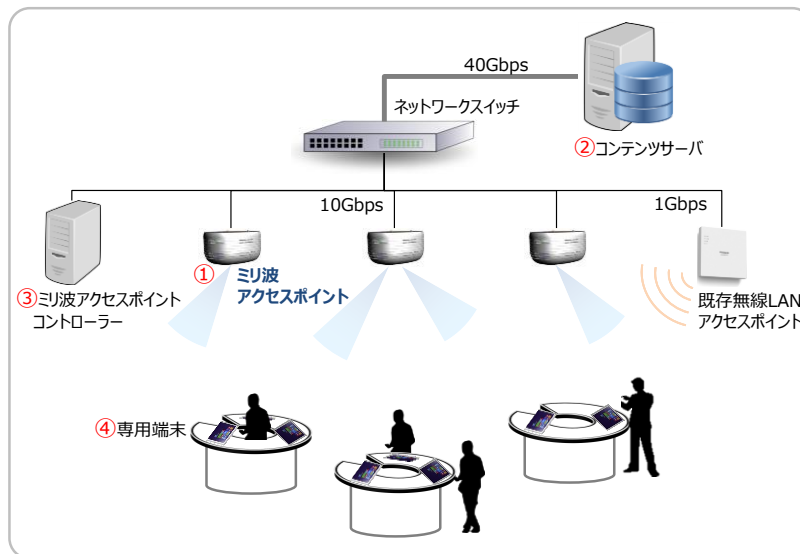 40Gbps
ネットワークスイッチ
②コンテンツサーバ
10Gbps
1Gbps
①
ミリ波
アクセスポイント
③ミリ波アクセスポイント
コントローラー
既存無線LAN
アクセスポイント
④専用端末